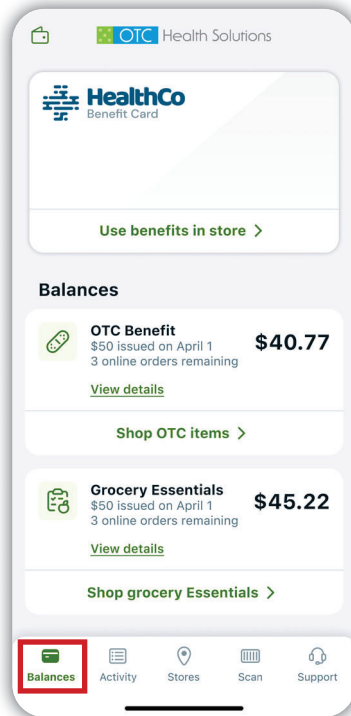 OTC Health Solutions
HealthCo
Benefit Card
Use benefits in store >
Balances
OTC Benefit
$50 issued on April 1
3 online orders remaining
$40.77
View details
Shop OTC items >
Grocery Essentials
$50 issued on April 1
3 online orders remaining
$45.22
View details
Shop grocery Essentials >
Balances Activity Stores Scan Support